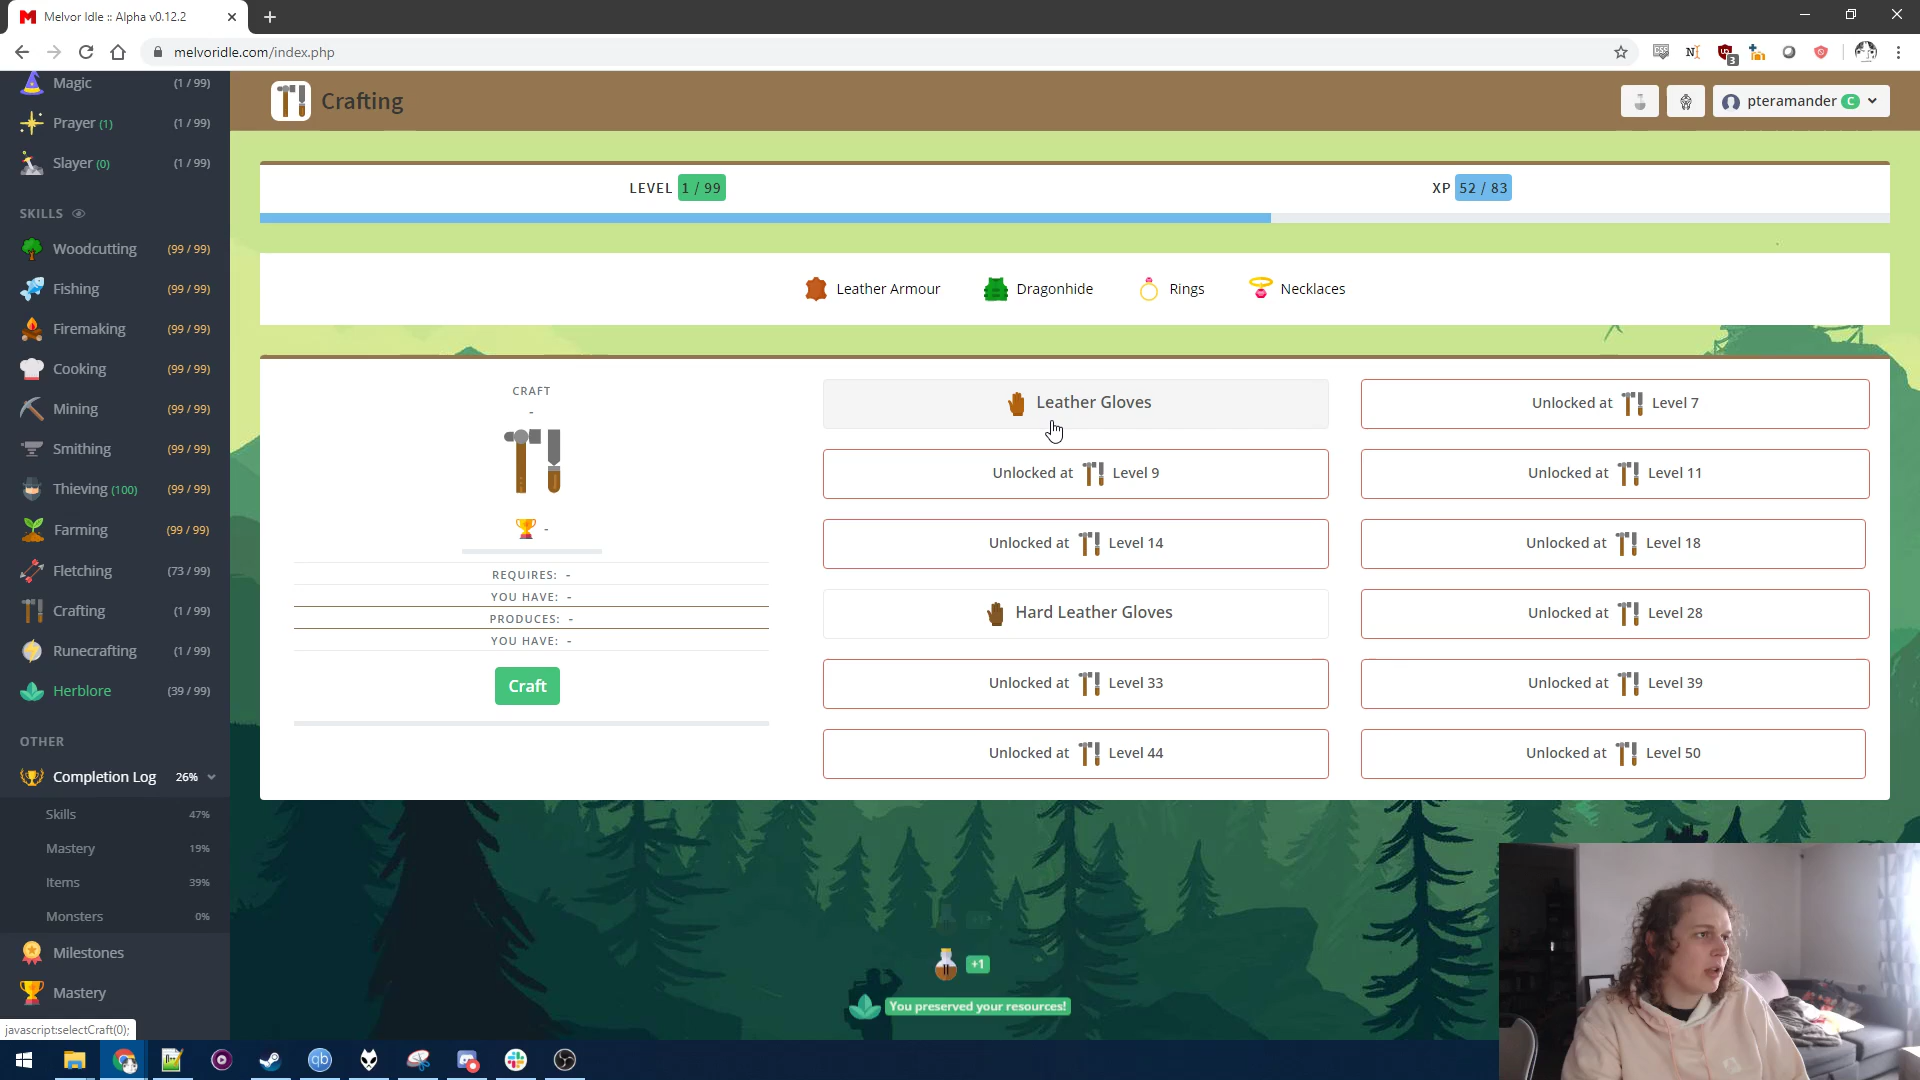 Melvor Idle :: Alpha v0.12.2
melvoridle.com/index.php
3
Magic (1 / 99)
Prayer (1) (1 / 99)
Slayer (0) (1 / 99)
SKILLS
Woodcutting (99 / 99)
Fishing (99 / 99)
Firemaking (99 / 99)
Cooking (99 / 99)
Mining (99 / 99)
Smithing (99 / 99)
Thieving (100) (99 / 99)
Farming (99 / 99)
Fletching (73 / 99)
Crafting (1 / 99)
Runecrafting (1 / 99)
Herblore (39 / 99)
OTHER
Completion Log 26%
Skills 47%
Mastery 19%
Items 39%
Monsters 0%
Milestones
Mastery
javascript:selectCraft(0);
Crafting
pteramander C
LEVEL 1 / 99
XP 52 / 83
Leather Armour Dragonhide Rings Necklaces
CRAFT
-
-
REQUIRES: -
YOU HAVE: -
PRODUCES: -
YOU HAVE: -
Craft
Leather Gloves
Unlocked at Level 7
Unlocked at Level 9
Unlocked at Level 11
Unlocked at Level 14
Unlocked at Level 18
Hard Leather Gloves
Unlocked at Level 28
Unlocked at Level 33
Unlocked at Level 39
Unlocked at Level 44
Unlocked at Level 50
+1
You preserved your resources!